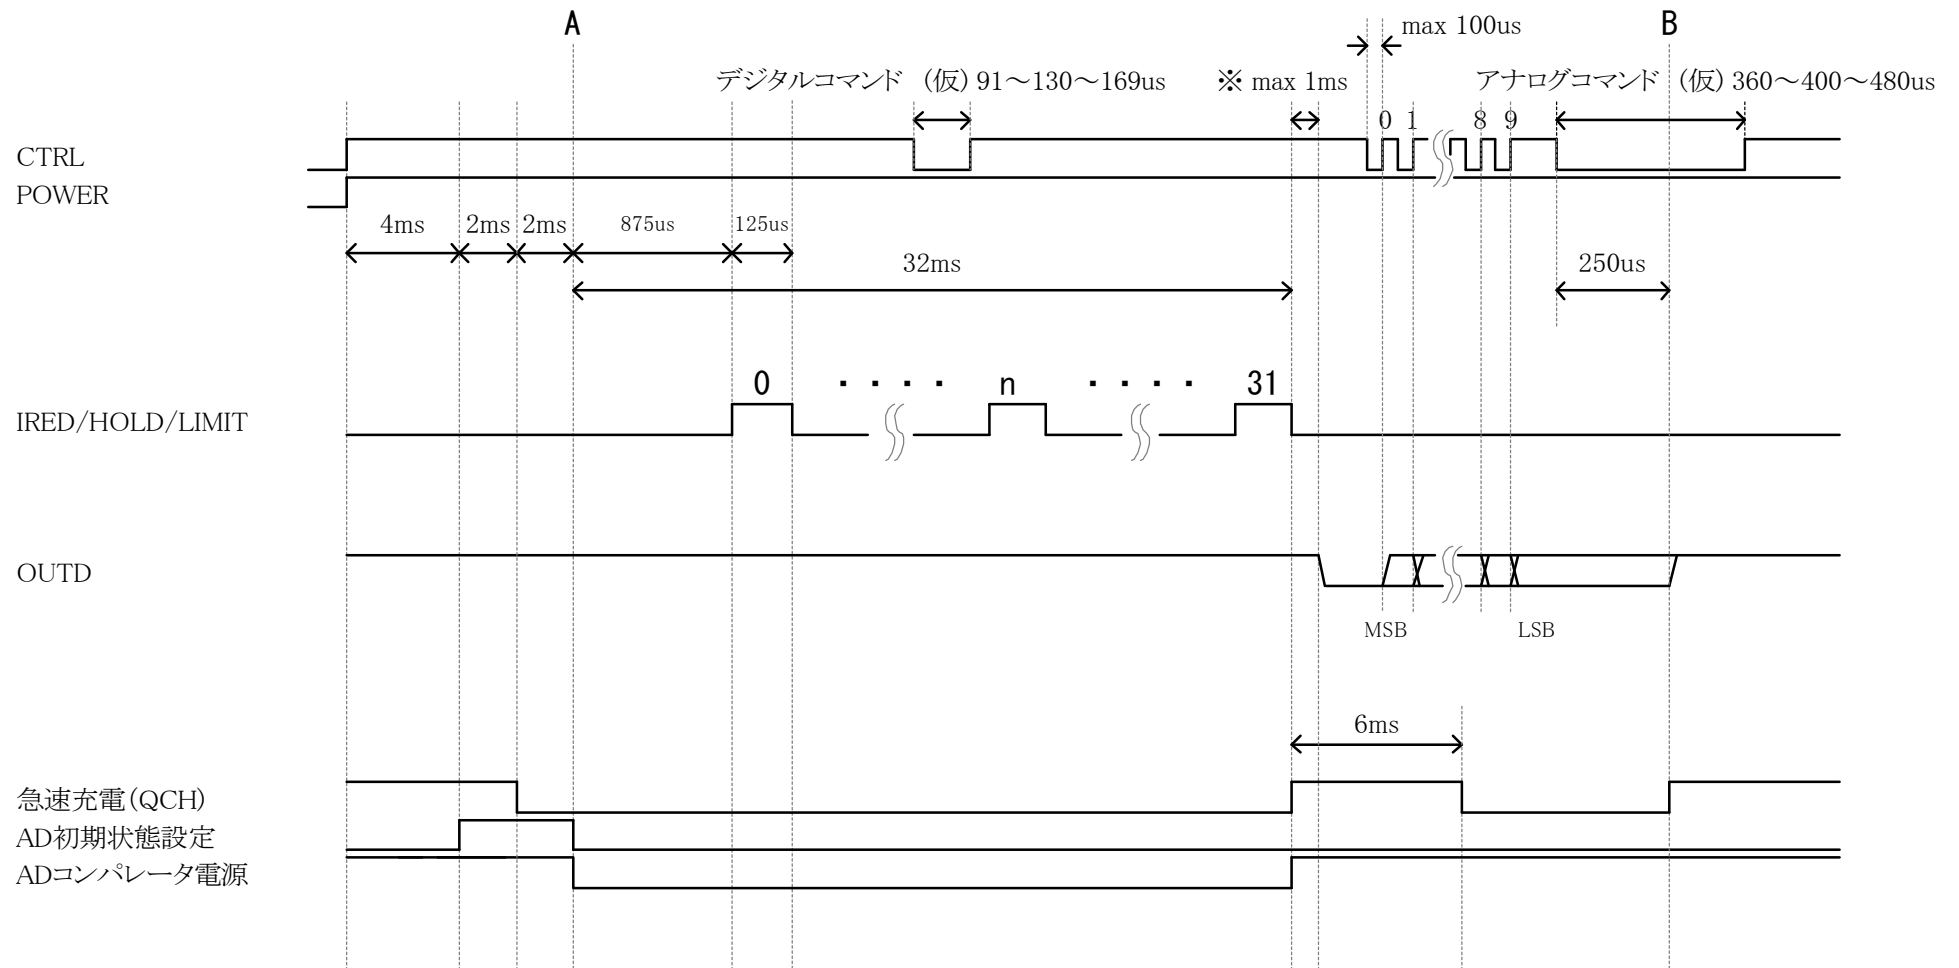 A
max 100us
B
デジタルコマンド (仮) 91～130～169us
※ max 1ms
アナログコマンド (仮) 360～400～480us
0 1 8 9
CTRL
POWER
4ms 2ms 2ms 875us 125us
32ms
250us
0 ・・・・ n ・・・・ 31
IRED/HOLD/LIMIT
OUTD
MSB LSB
6ms
急速充電(QCH)
AD初期状態設定
ADコンパレータ電源